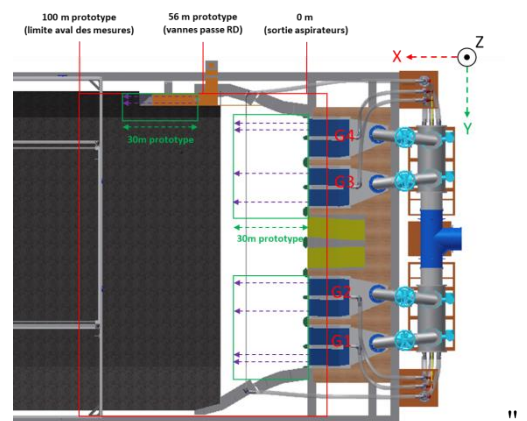 100 m prototype
(limite aval des mesures)
56 m prototype
(vannes passe RD)
0 m
(sortie aspirateurs)
X
Z
Y
30m prototype
G4
G3
30m prototype
G2
G1
"